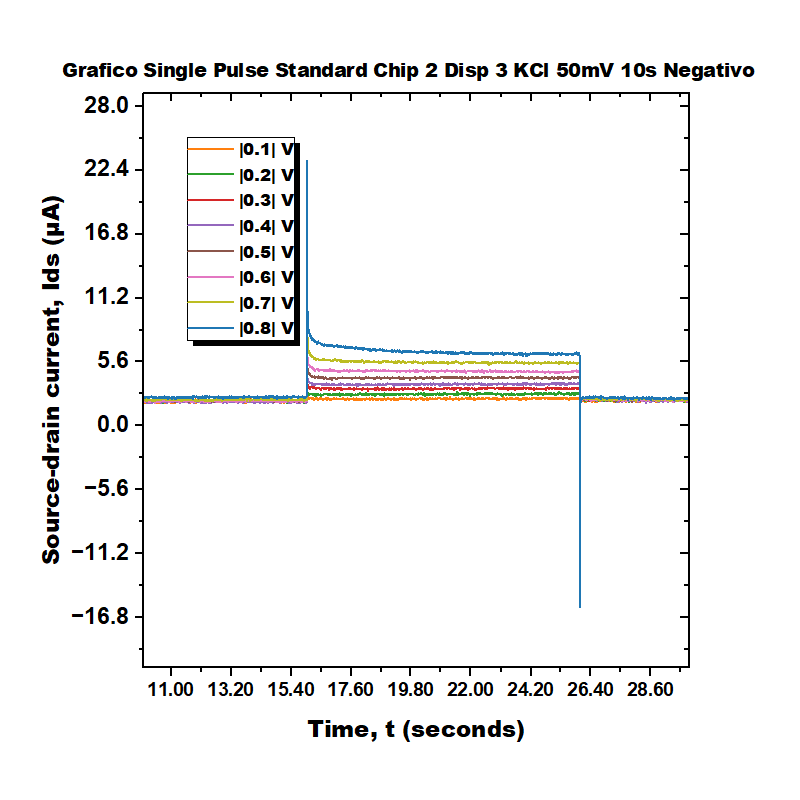 Grafico Single Pulse Standard Chip 2 Disp 3 KCl 50mV 10s Negativo
28.0
22.4
16.8
11.2
5.6
0.0
−5.6
−11.2
−16.8
Source-drain current, Ids (μA)
|0.1| V
|0.2| V
|0.3| V
|0.4| V
|0.5| V
|0.6| V
|0.7| V
|0.8| V
11.00 13.20 15.40 17.60 19.80 22.00 24.20 26.40 28.60
Time, t (seconds)